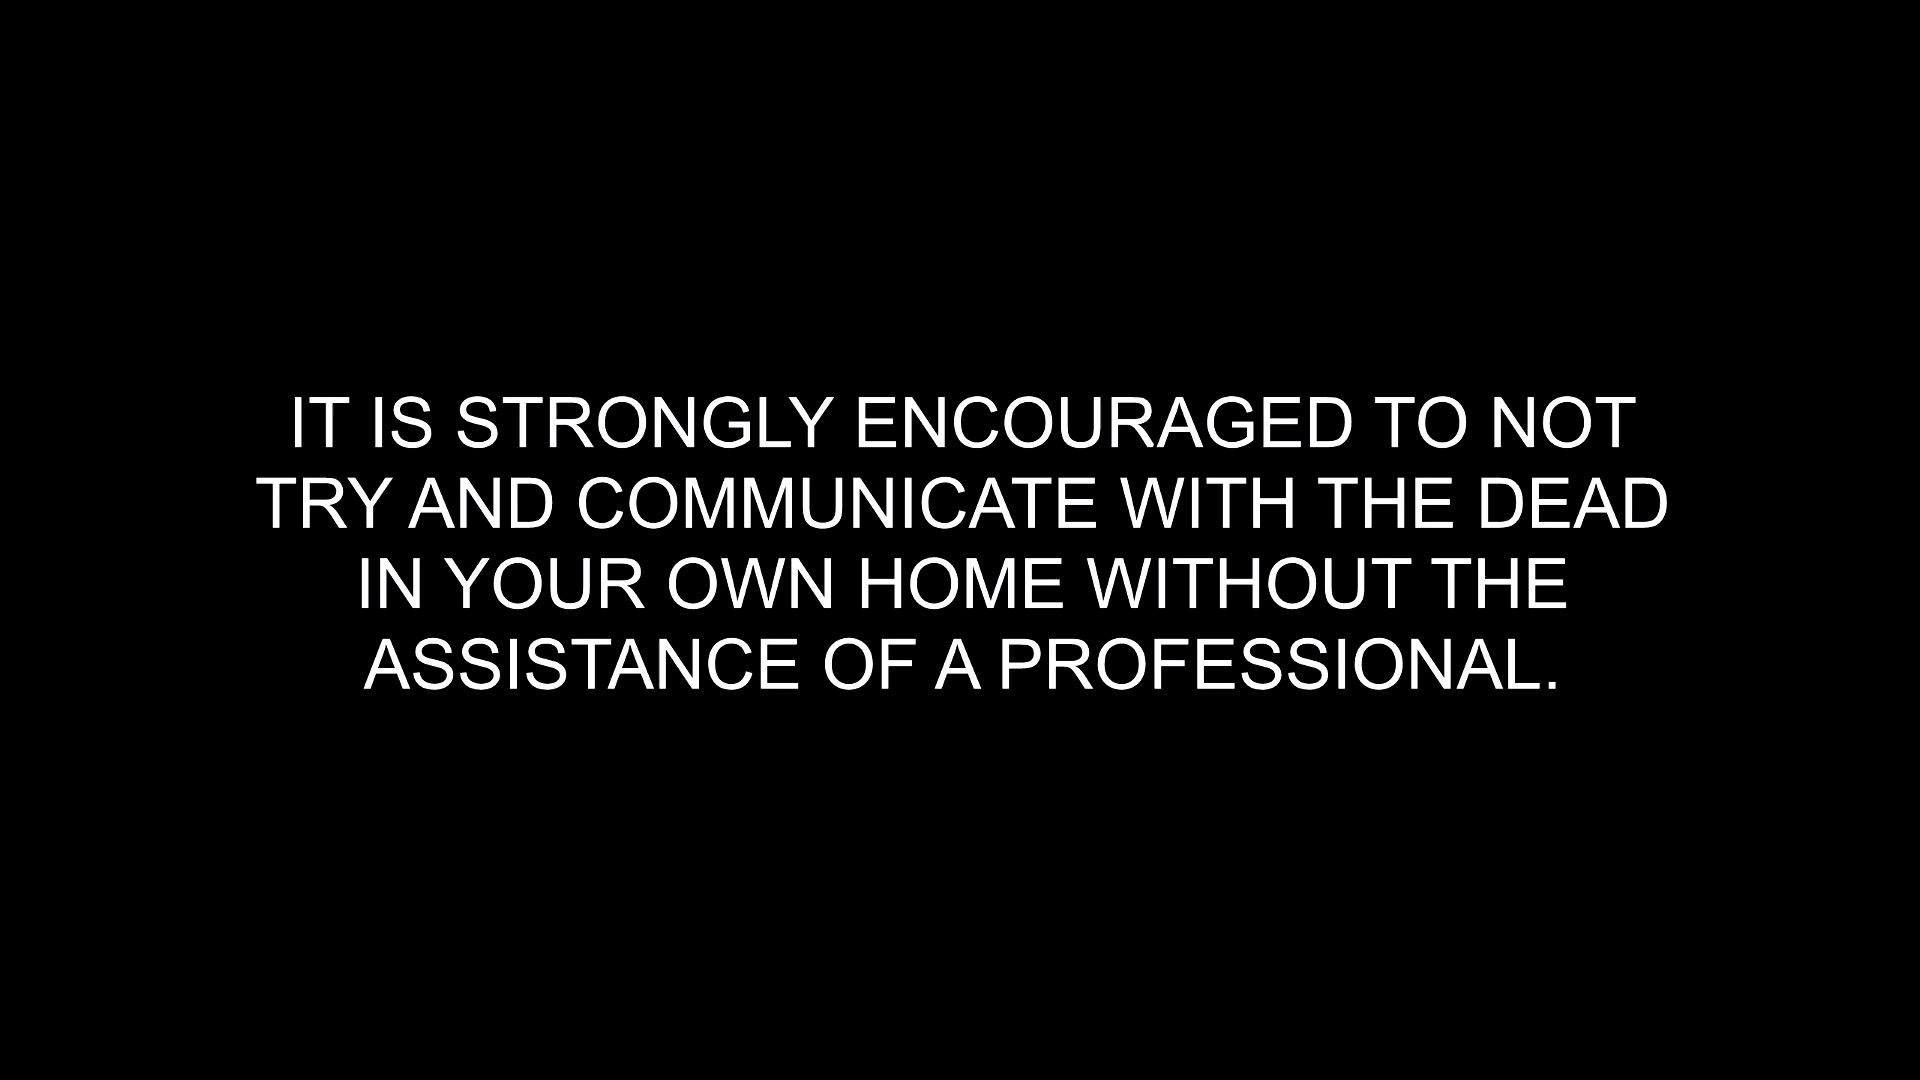 IT IS STRONGLY ENCOURAGED TO NOT
TRY AND COMMUNICATE WITH THE DEAD
IN YOUR OWN HOME WITHOUT THE
ASSISTANCE OF A PROFESSIONAL.